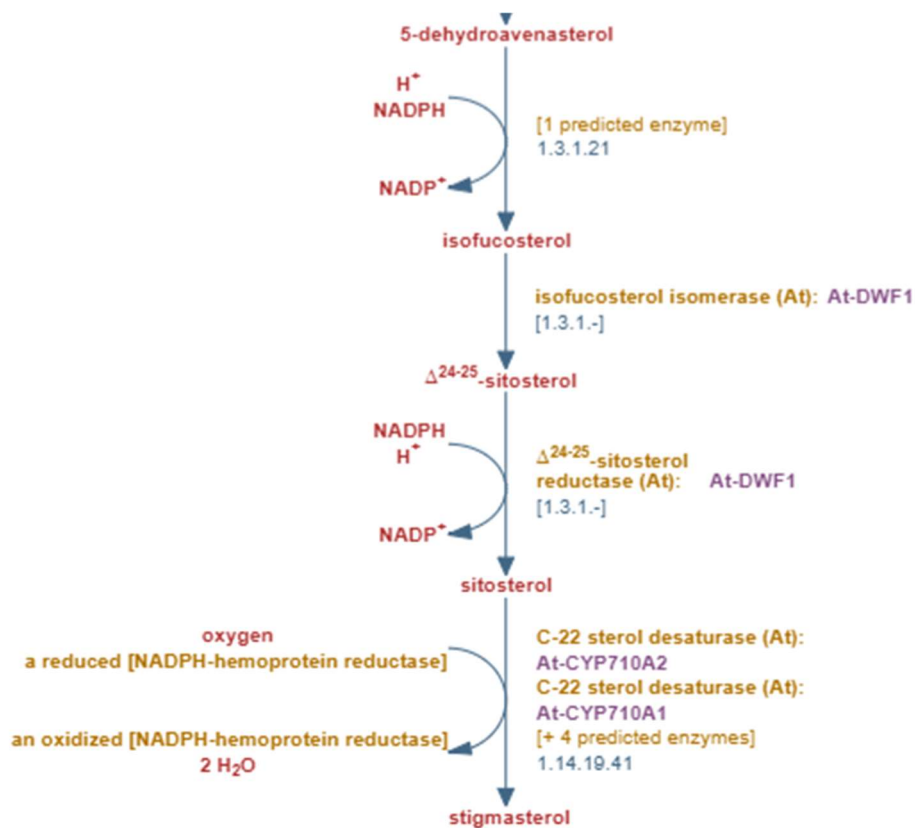 5-dehydroavenasterol
H⁺
NADPH
[1 predicted enzyme]
1.3.1.21
NADP⁺
isofucosterol
isofucosterol isomerase (At): At-DWF1
[1.3.1.-]
Δ²⁴⁻²⁵-sitosterol
NADPH
H⁺
Δ²⁴⁻²⁵-sitosterol
reductase (At): At-DWF1
[1.3.1.-]
NADP⁺
sitosterol
oxygen
a reduced [NADPH-hemoprotein reductase]
C-22 sterol desaturase (At):
At-CYP710A2
C-22 sterol desaturase (At):
At-CYP710A1
[+ 4 predicted enzymes]
1.14.19.41
an oxidized [NADPH-hemoprotein reductase]
2 H₂O
stigmasterol